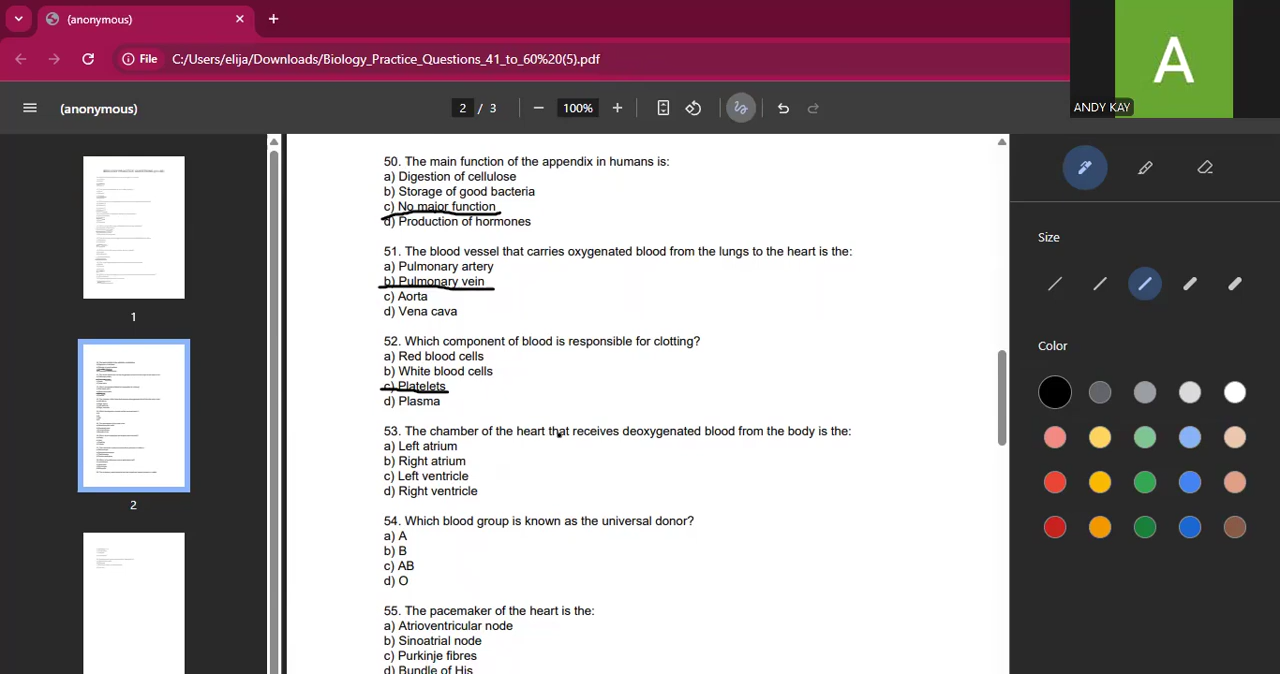 (anonymous)
File
C:/Users/elija/Downloads/Biology_Practice_Questions_41_to_60%20(5).pdf
A
ANDY KAY
(anonymous)
2 / 3
100%
50. The main function of the appendix in humans is:
a) Digestion of cellulose
b) Storage of good bacteria
c) No major function
d) Production of hormones
51. The blood vessel that carries oxygenated blood from the lungs to the heart is the:
a) Pulmonary artery
b) Pulmonary vein
c) Aorta
d) Vena cava
52. Which component of blood is responsible for clotting?
a) Red blood cells
b) White blood cells
c) Platelets
d) Plasma
53. The chamber of the heart that receives deoxygenated blood from the body is the:
a) Left atrium
b) Right atrium
c) Left ventricle
d) Right ventricle
54. Which blood group is known as the universal donor?
a) A
b) B
c) AB
d) O
55. The pacemaker of the heart is the:
a) Atrioventricular node
b) Sinoatrial node
c) Purkinje fibres
d) Bundle of His
1
2
Size
Color